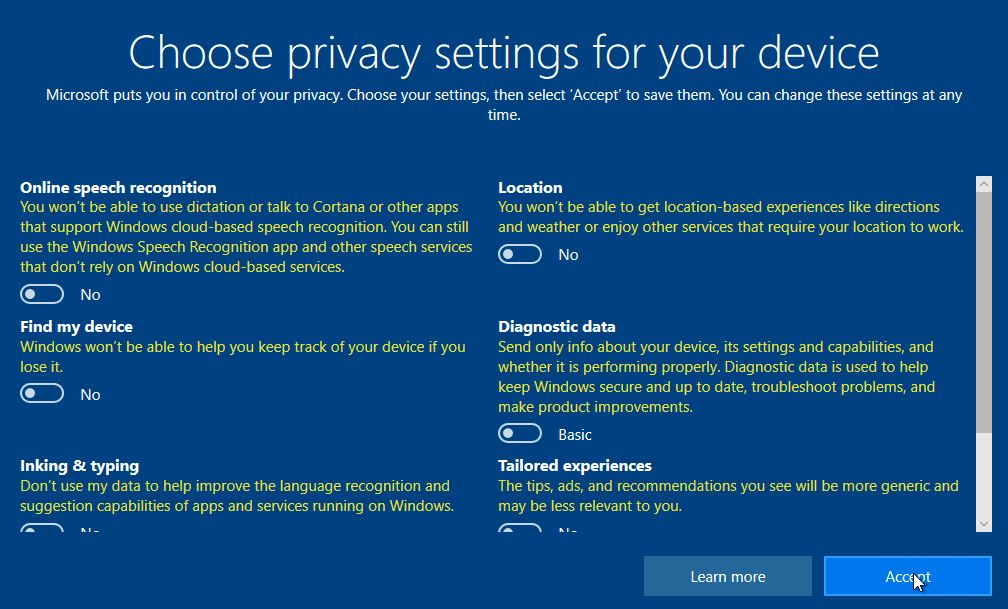 Choose privacy settings for your device
Microsoft puts you in control of your privacy. Choose your settings, then select ‘Accept’ to save them. You can change these settings at any
time.
Online speech recognition
You won’t be able to use dictation or talk to Cortana or other apps
that support Windows cloud-based speech recognition. You can still
use the Windows Speech Recognition app and other speech services
that don’t rely on Windows cloud-based services.
No
Location
You won’t be able to get location-based experiences like directions
and weather or enjoy other services that require your location to work.
No
Find my device
Windows won’t be able to help you keep track of your device if you
lose it.
No
Diagnostic data
Send only info about your device, its settings and capabilities, and
whether it is performing properly. Diagnostic data is used to help
keep Windows secure and up to date, troubleshoot problems, and
make product improvements.
Basic
Inking & typing
Don’t use my data to help improve the language recognition and
suggestion capabilities of apps and services running on Windows.
No
Tailored experiences
The tips, ads, and recommendations you see will be more generic and
may be less relevant to you.
No
Learn more
Accept